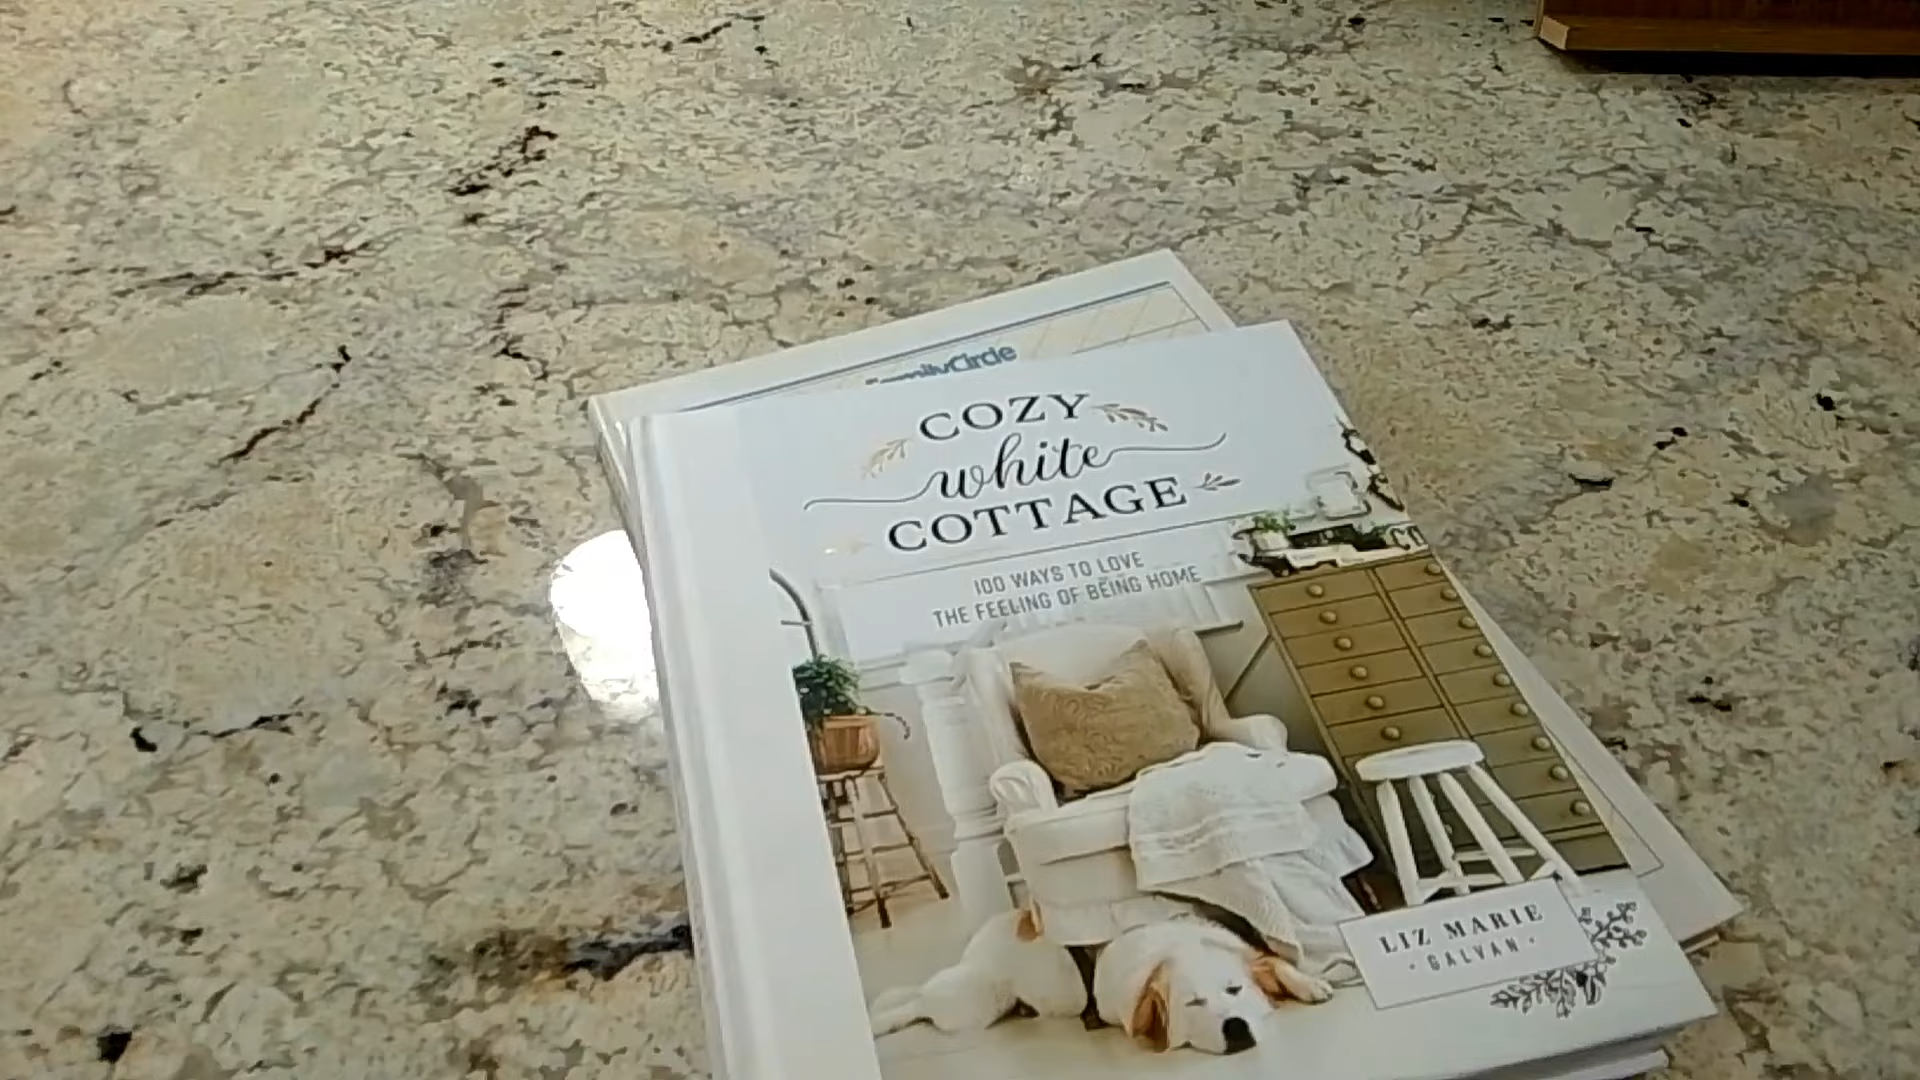 FamilyCircle
COZY
white
COTTAGE
100 WAYS TO LOVE
THE FEELING OF BEING HOME
LIZ MARIE
• GALVAN •